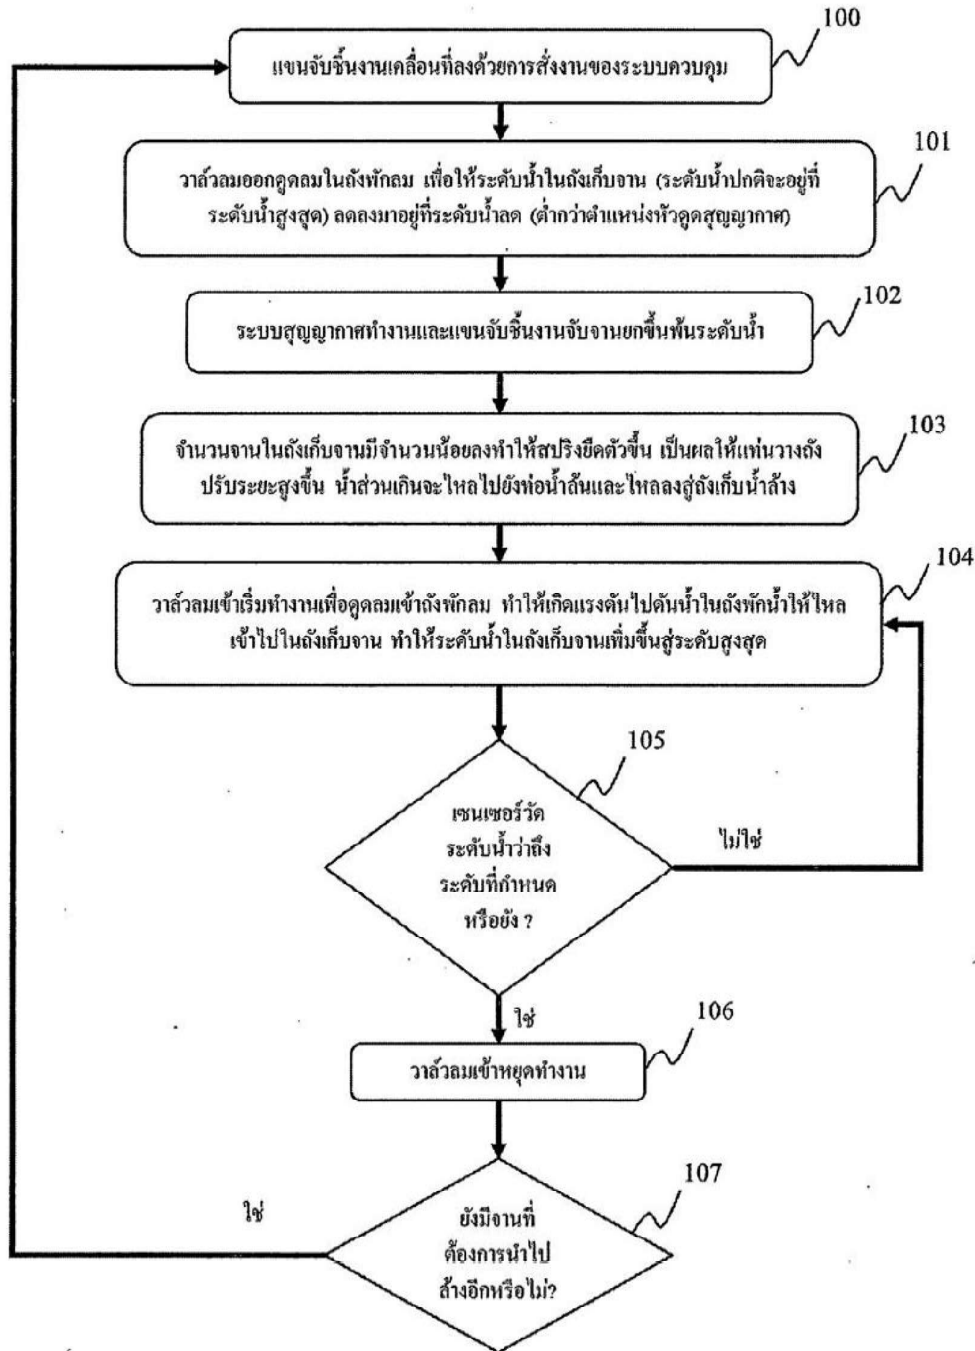 100
แขนจับชิ้นงานเคลื่อนที่ลงด้วยการสั่งงานของระบบควบคุม
101
วาล์วลมออกดูดลมในถังพักลม เพื่อให้ระดับน้ำในถังเก็บจาน (ระดับน้ำปกติจะอยู่ที่
ระดับน้ำสูงสุด) ลดลงมาอยู่ที่ระดับน้ำลด (ต่ำกว่าตำแหน่งหัวดูดสุญญากาศ)
102
ระบบสุญญากาศทำงานและแขนจับชิ้นงานจับจานยกขึ้นพ้นระดับน้ำ
103
จำนวนจานในถังเก็บจานมีจำนวนน้อยลงทำให้สปริงยืดตัวขึ้น เป็นผลให้แท่นวางถัง
ปรับระยะสูงขึ้น น้ำส่วนเกินจะไหลไปยังท่อน้ำล้นและไหลลงสู่ถังเก็บน้ำล้าง
104
วาล์วลมเข้าเริ่มทำงานเพื่อดูดลมเข้าถังพักลม ทำให้เกิดแรงดันไปดันน้ำในถังพักน้ำให้ไหล
เข้าไปในถังเก็บจาน ทำให้ระดับน้ำในถังเก็บจานเพิ่มขึ้นสู่ระดับสูงสุด
105
เซนเซอร์วัด
ระดับน้ำว่าถึง
ระดับที่กำหนด
หรือยัง ?
ไม่ใช่
ใช่
106
วาล์วลมเข้าหยุดทำงาน
107
ใช่
ยังมีจานที่
ต้องการนำไป
ล้างอีกหรือไม่?